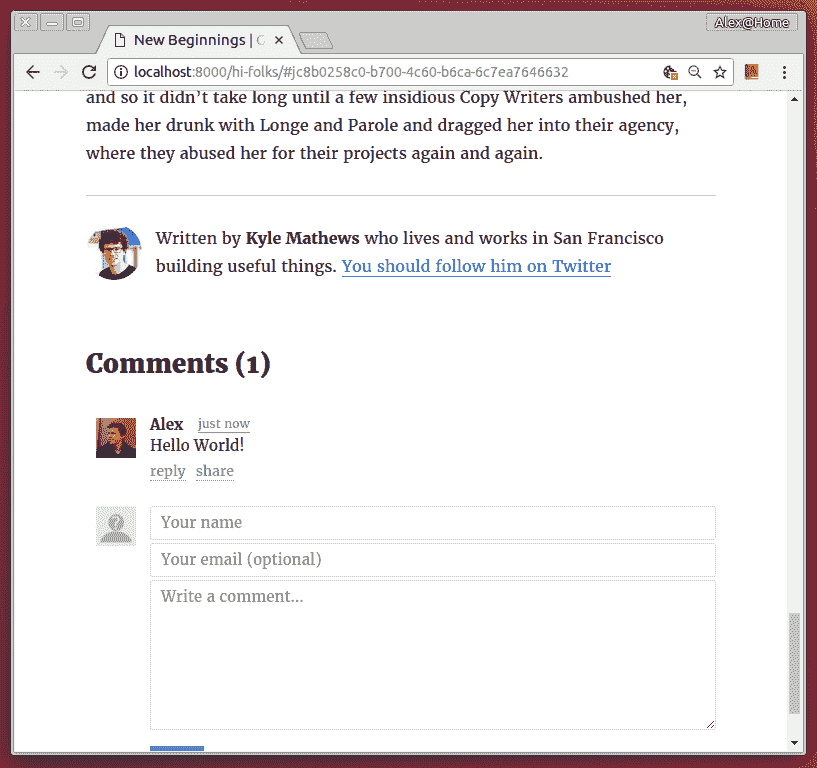 Alex@Home
New Beginnings |
localhost:8000/hi-folks/#jc8b0258c0-b700-4c60-b6ca-6c7ea7646632
and so it didn’t take long until a few insidious Copy Writers ambushed her,
made her drunk with Longe and Parole and dragged her into their agency,
where they abused her for their projects again and again.
Written by Kyle Mathews who lives and works in San Francisco
building useful things. You should follow him on Twitter
Comments (1)
Alex just now
Hello World!
reply share
Your name
Your email (optional)
Write a comment...